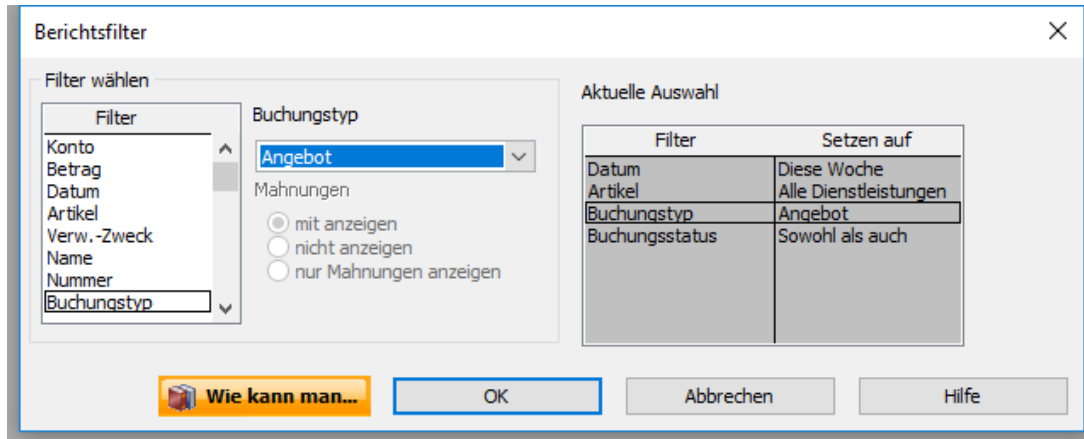 Berichtsfilter
Filter wählen
Filter
Konto
Betrag
Datum
Artikel
Verw.-Zweck
Name
Nummer
Buchungstyp
Buchungstyp
Angebot
Mahnungen
mit anzeigen
nicht anzeigen
nur Mahnungen anzeigen
Aktuelle Auswahl
Filter Setzen auf
Datum Diese Woche
Artikel Alle Dienstleistungen
Buchungstyp Angebot
Buchungsstatus Sowohl als auch
Wie kann man... OK Abbrechen Hilfe